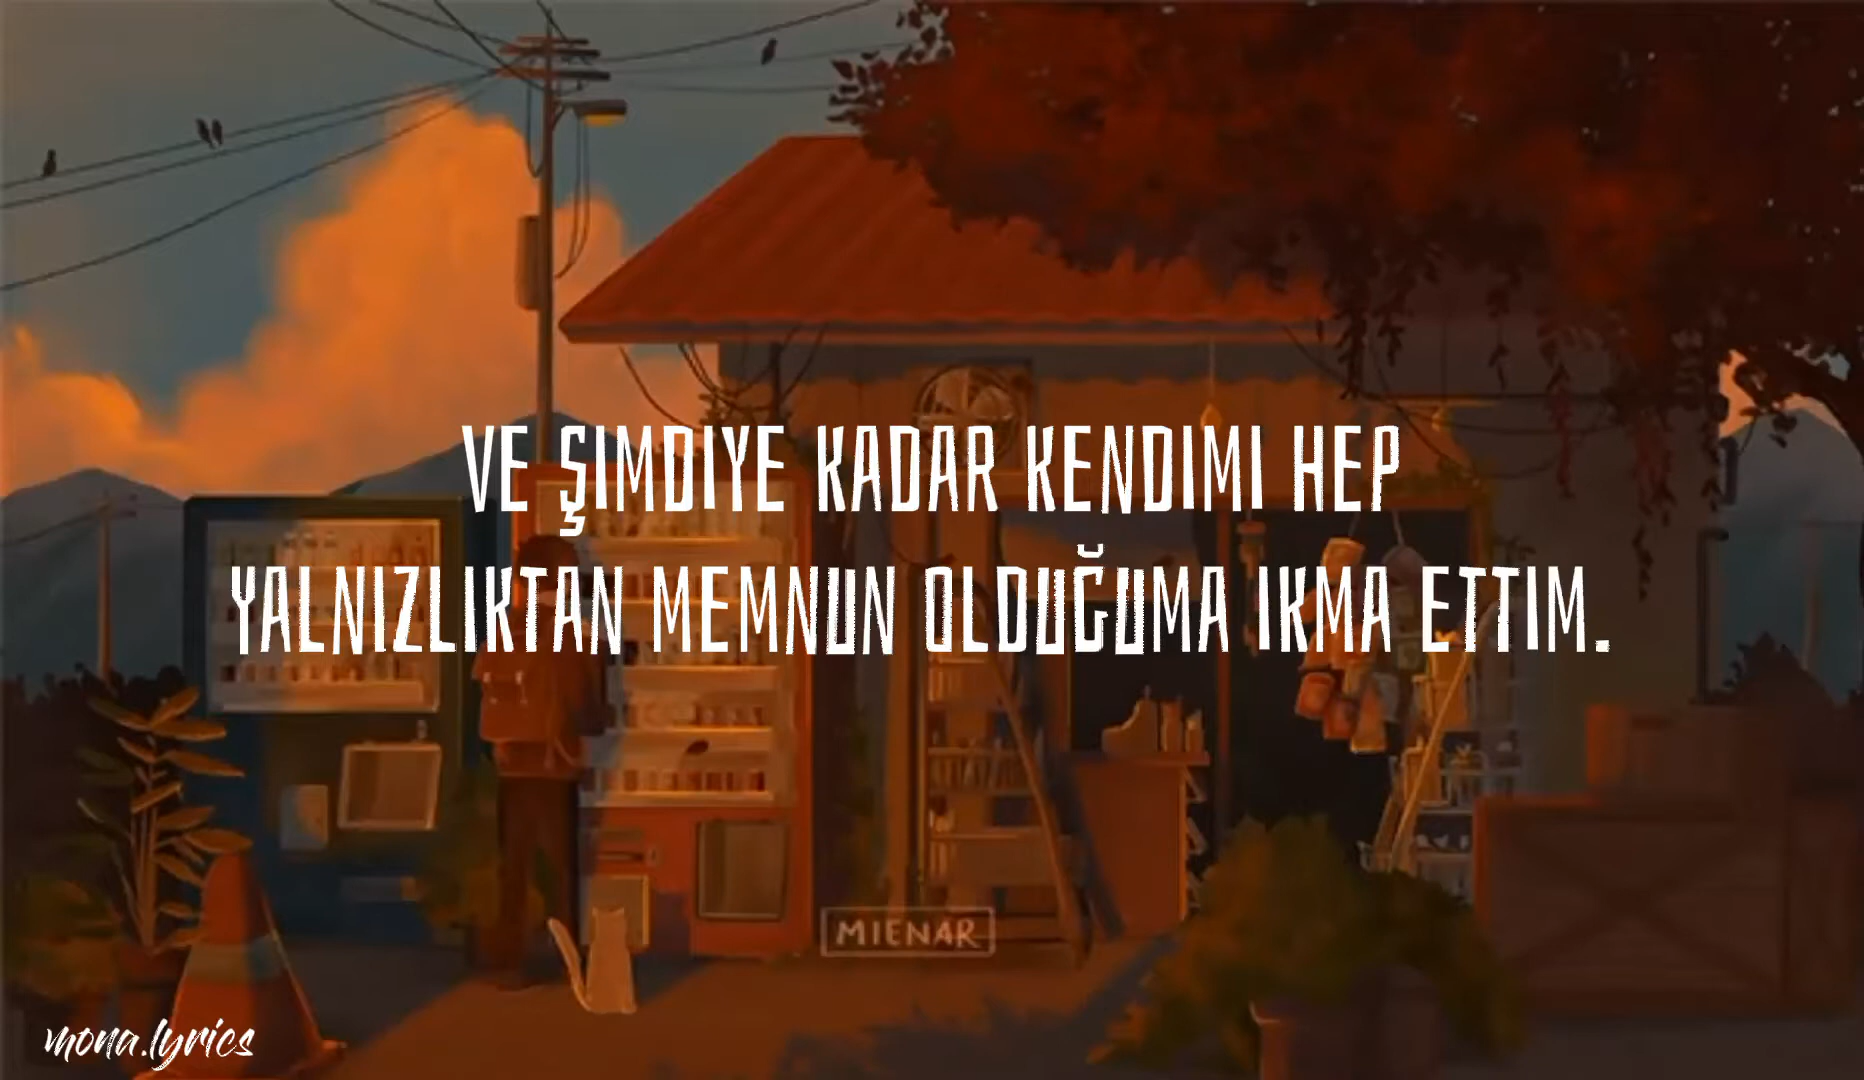 VE ŞIMDIYE KADAR KENDIMI HEP
YALNIZLIKTAN MEMNUN OLDUĞUMA IKMA ETTIM.
MIENAR
mona.lyrics